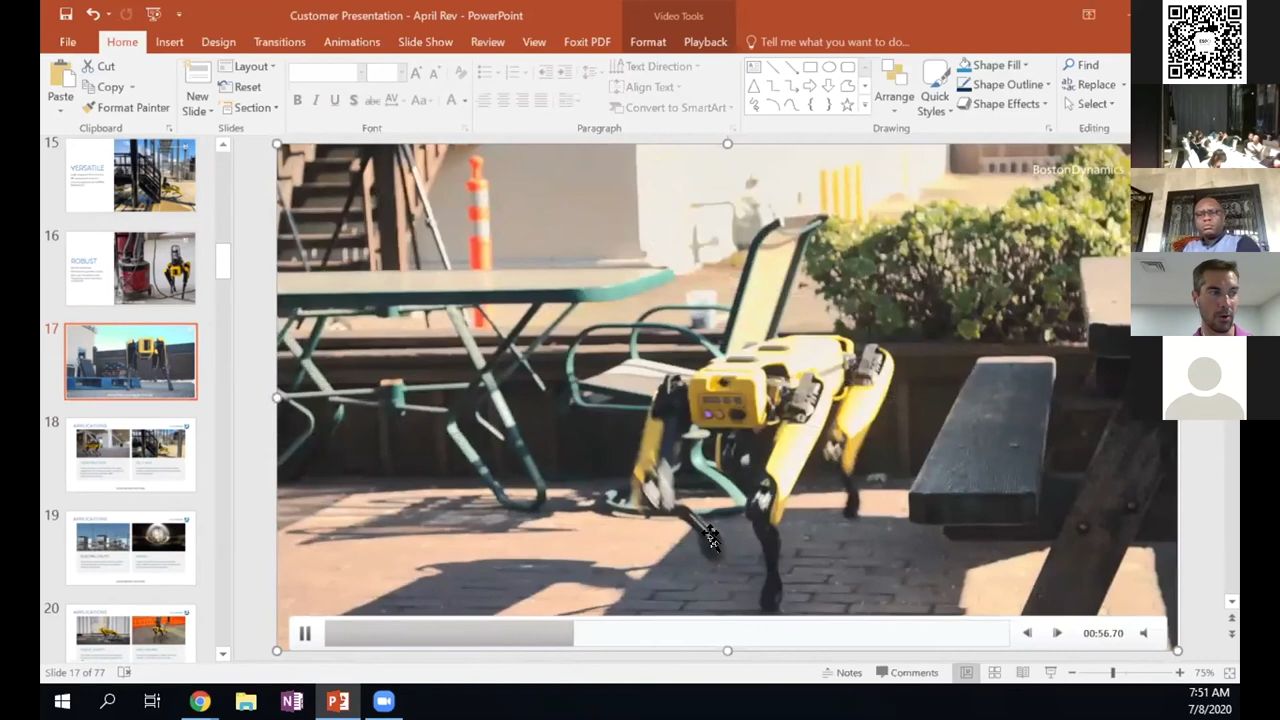 Customer Presentation - April Rev - PowerPoint
Video Tools
File
Home
Insert
Design
Transitions
Animations
Slide Show
Review
View
Foxit PDF
Format
Playback
Tell me what you want to do...
Paste
Cut
Copy
Format Painter
Clipboard
New
Slide
Layout
Reset
Section
Slides
B I U S abc AV Aa A
Font
Text Direction
Align Text
Convert to SmartArt
Paragraph
Arrange
Quick
Styles
Shape Fill
Shape Outline
Shape Effects
Drawing
Find
Replace
Select
Editing
15
VERSATILE
16
ROBUST
17
18
APPLICATIONS
19
APPLICATIONS
20
APPLICATIONS
BostonDynamics
00:56.70
Slide 17 of 77
Notes
Comments
75%
7:51 AM
7/8/2020